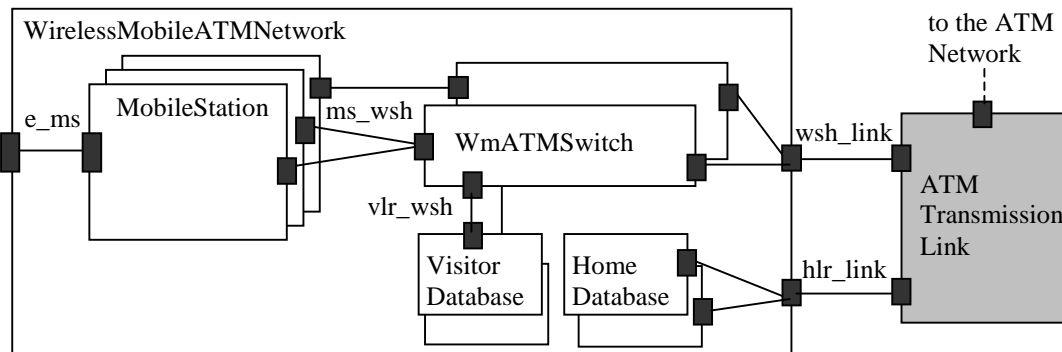 WirelessMobileATMNetwork
to the ATM
Network
MobileStation
ms_wsh
e_ms
WmATMSwitch
wsh_link
vlr_wsh
ATM
Transmission
Link
Visitor
Database
Home
Database
hlr_link